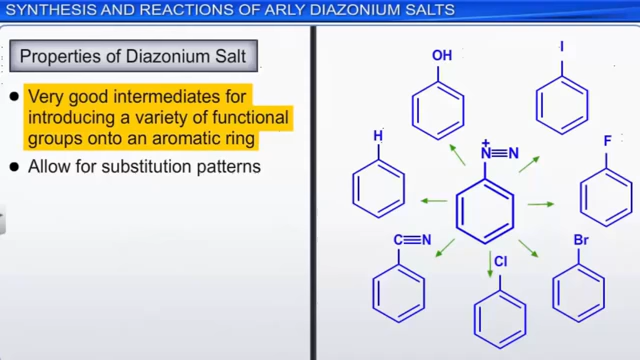 SYNTHESIS AND REACTIONS OF ARLY DIAZONIUM SALTS
Properties of Diazonium Salt
● Very good intermediates for
introducing a variety of functional
groups onto an aromatic ring
● Allow for substitution patterns
OH
I
H
+
N≡N
F
C≡N
Cl
Br